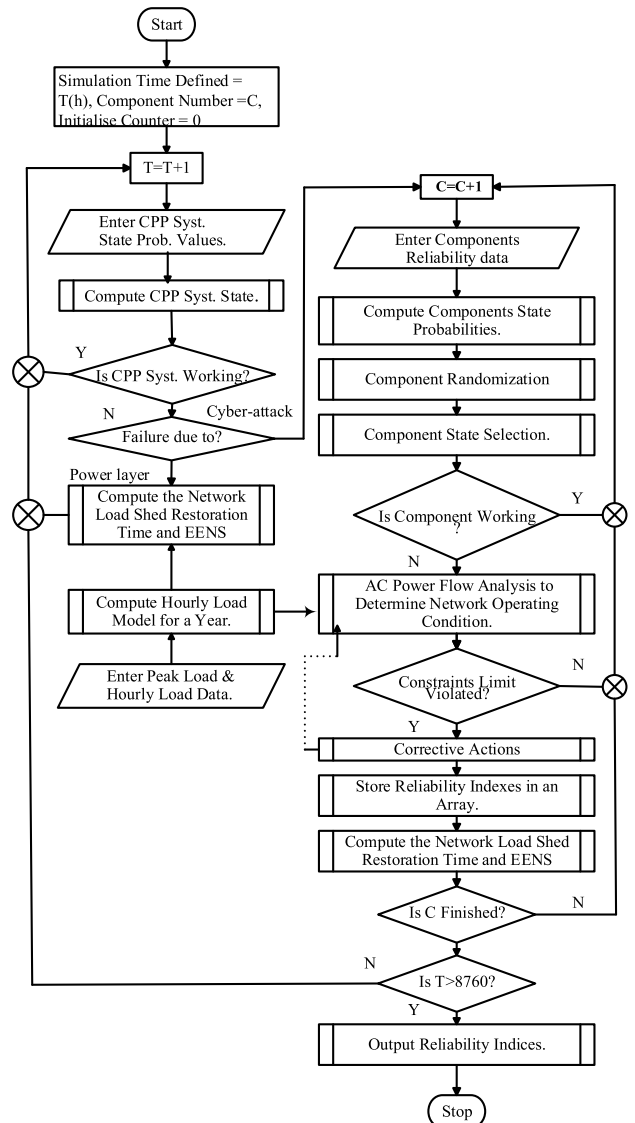 Start
Simulation Time Defined =
T(h), Component Number =C,
Initialise Counter = 0
T=T+1
Enter CPP Syst.
State Prob. Values.
Compute CPP Syst. State.
Y
Is CPP Syst. Working?
N
Cyber-attack
Failure due to?
Power layer
Compute the Network
Load Shed Restoration
Time and EENS
Compute Hourly Load
Model for a Year.
Enter Peak Load &
Hourly Load Data.
C=C+1
Enter Components
Reliability data
Compute Components State
Probabilities.
Component Randomization
Component State Selection.
Is Component Working
?
Y
N
AC Power Flow Analysis to
Determine Network Operating
Condition.
Constraints Limit
Violated?
N
Y
Corrective Actions
Store Reliability Indexes in an
Array.
Compute the Network Load Shed
Restoration Time and EENS
Is C Finished?
N
N
Is T>8760?
Y
Output Reliability Indices.
Stop